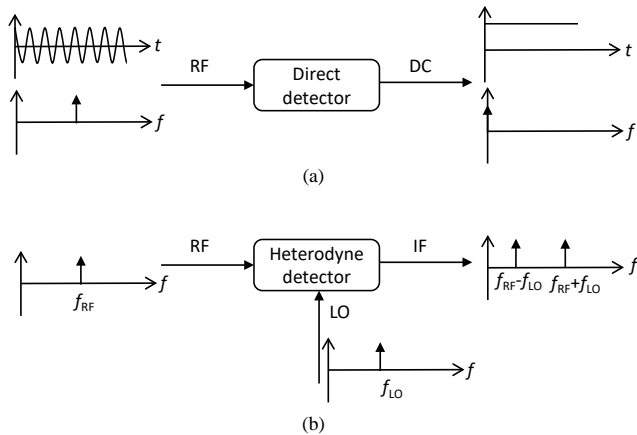 t
RF
Direct
detector
DC
t
f
f
(a)
RF
Heterodyne
detector
IF
f
fRF
LO
fRF-fLO fRF+fLO
f
f
fLO
(b)